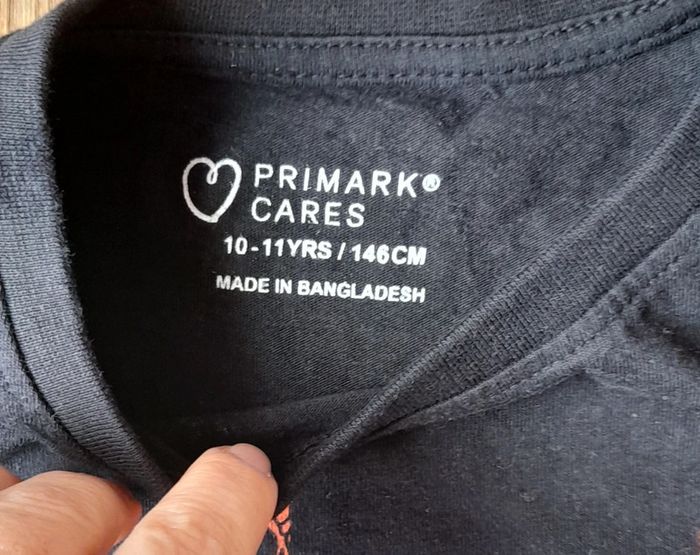 PRIMARK®
CARES
10-11YRS / 146CM
MADE IN BANGLADESH